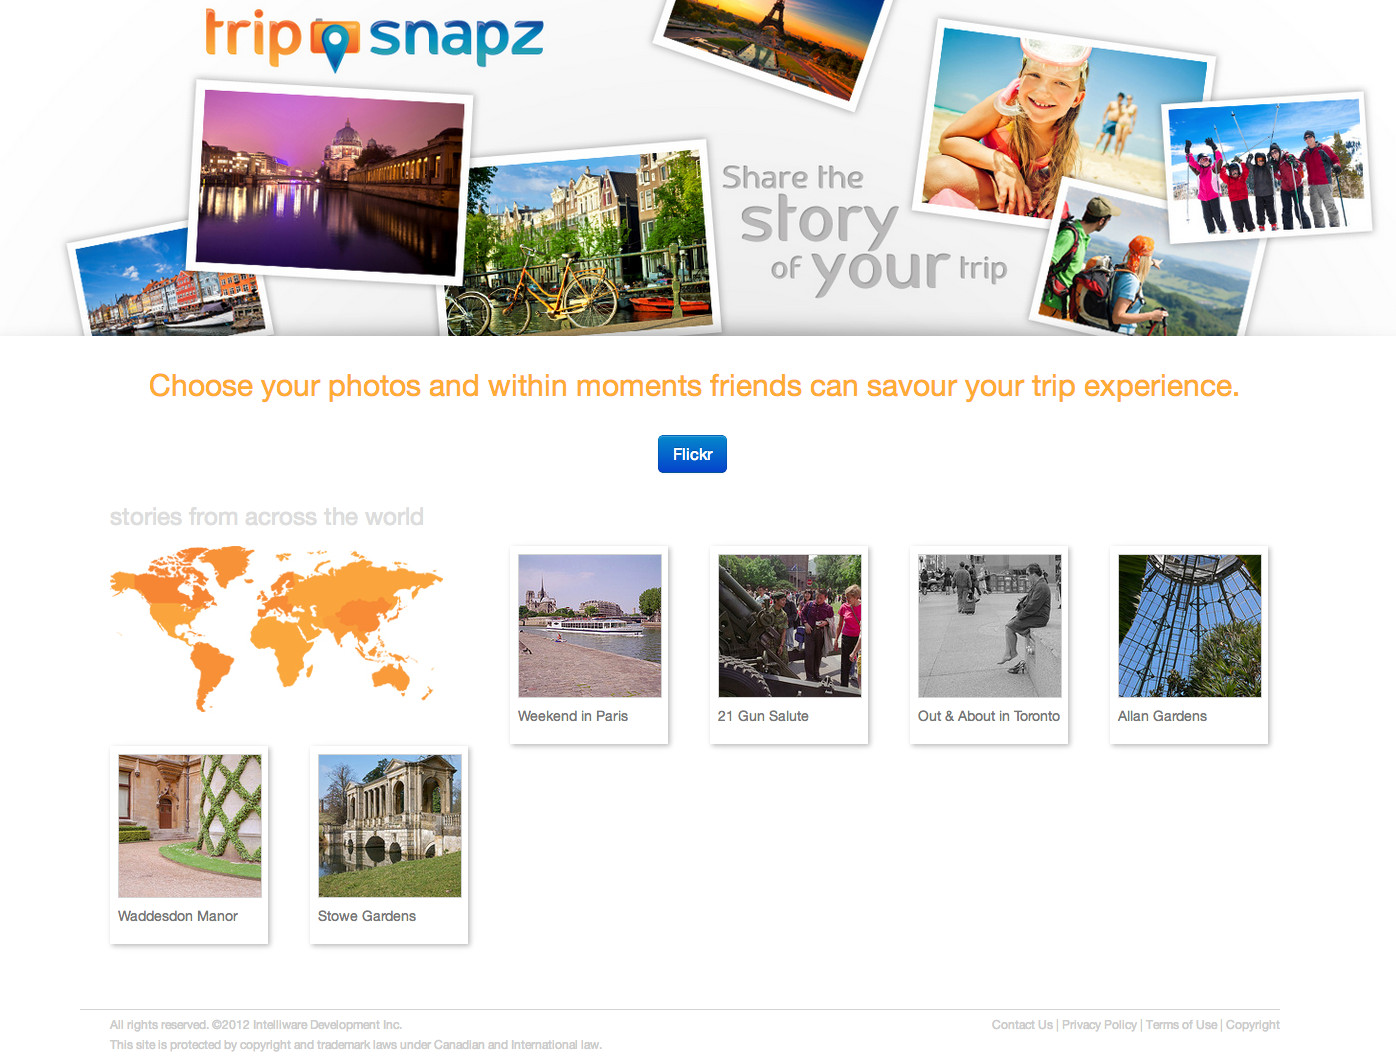 trip snapz
Share the
story
of your trip
Choose your photos and within moments friends can savour your trip experience.
Flickr
stories from across the world
Weekend in Paris
21 Gun Salute
Out & About in Toronto
Allan Gardens
Waddesdon Manor
Stowe Gardens
All rights reserved. ©2012 Intelliware Development Inc.
Contact Us | Privacy Policy | Terms of Use | Copyright
This site is protected by copyright and trademark laws under Canadian and International law.